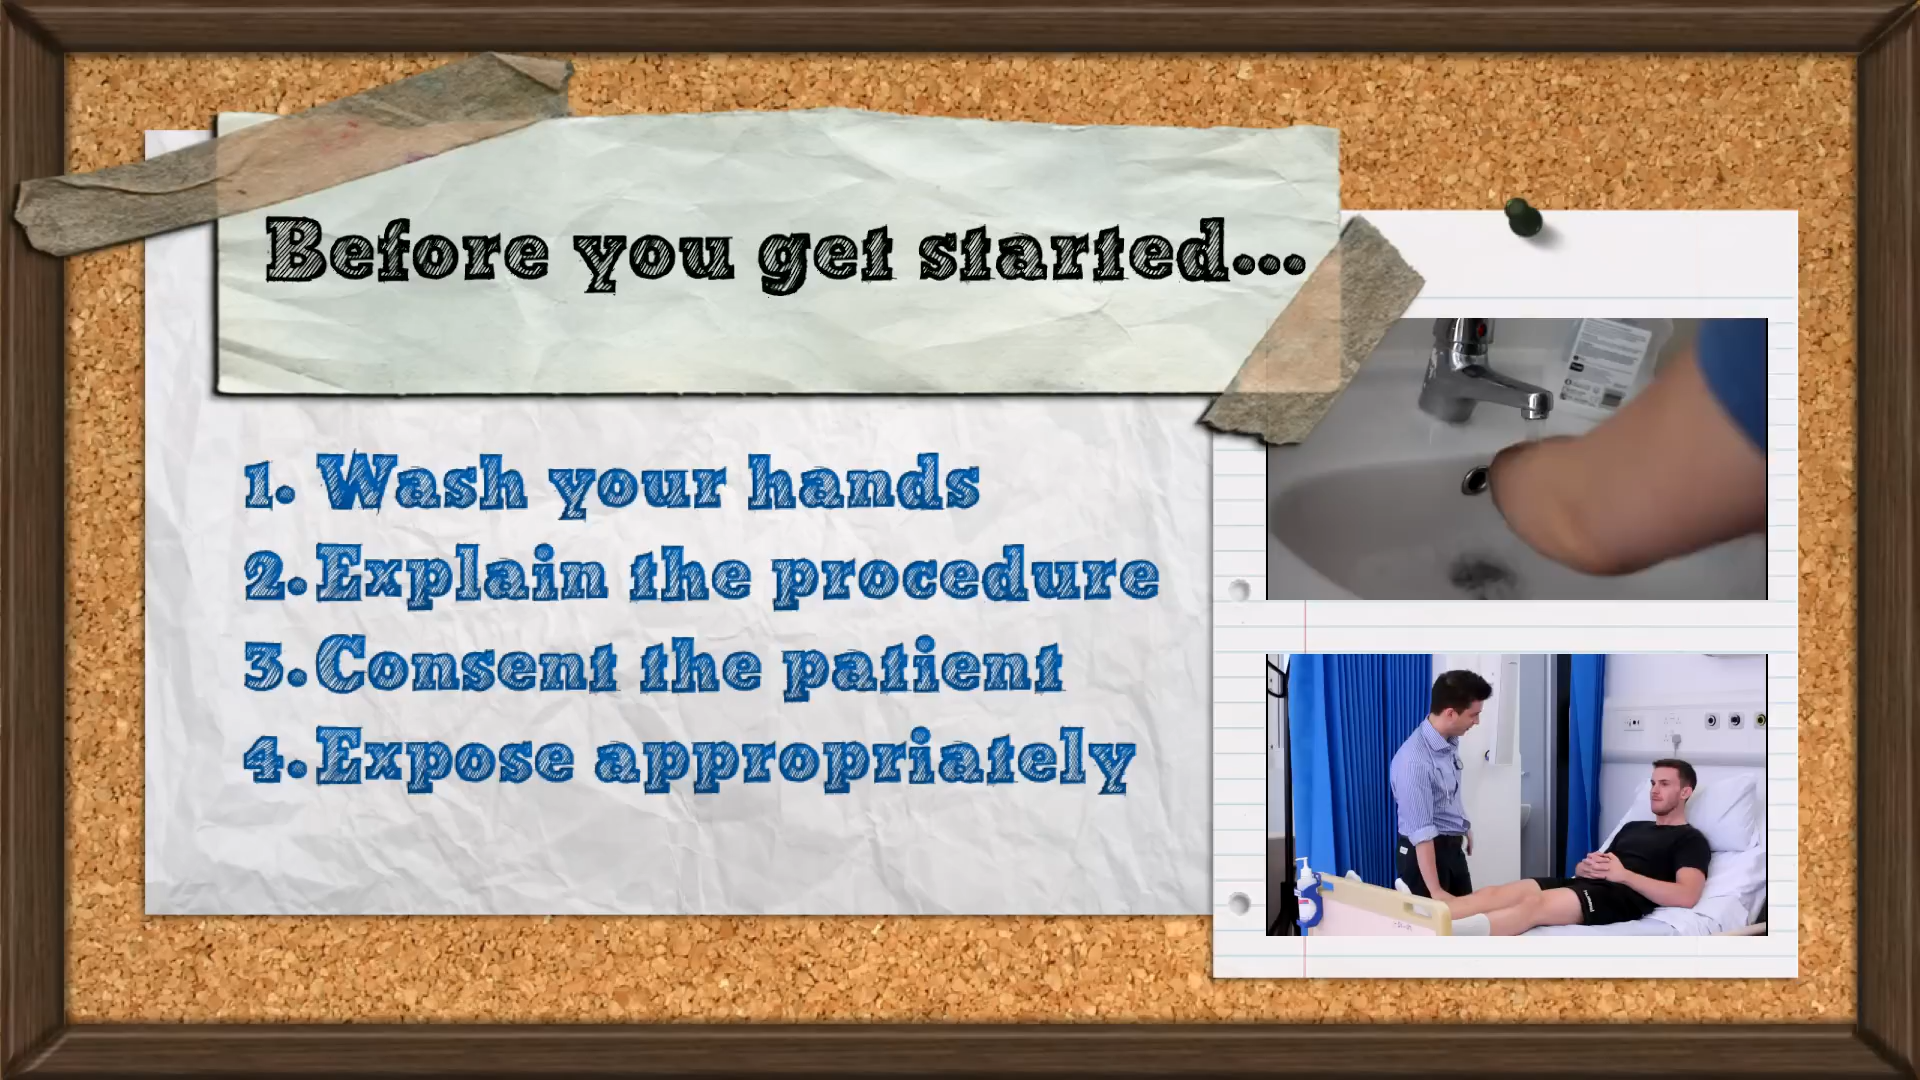 Before you get started...
1. Wash your hands
2. Explain the procedure
3. Consent the patient
4. Expose appropriately